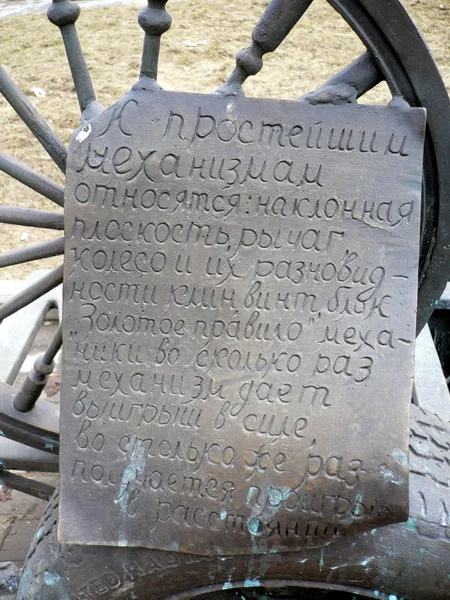 К простейшим
механизмам
относятся: наклонная
плоскость, рычаг,
колесо и их разновид-
ности клин винт, блок
"Золотое правило" меха-
ники во сколько раз
механизм дает
выигрыш в силе,
во столько же раз
получается проигрыш
в расстоянии